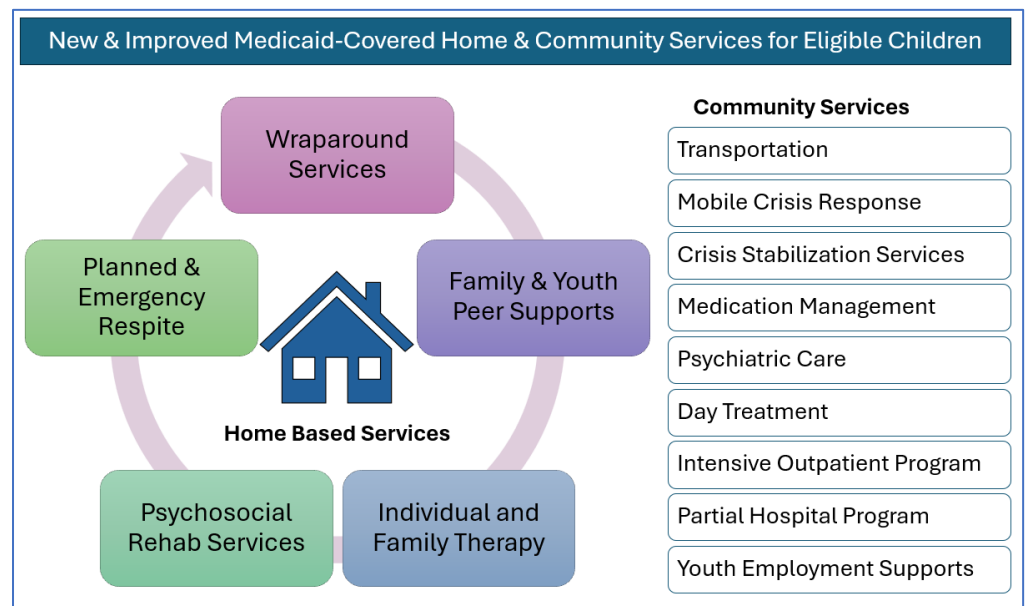 New & Improved Medicaid-Covered Home & Community Services for Eligible Children
Wraparound
Services
Family & Youth
Peer Supports
Individual and
Family Therapy
Psychosocial
Rehab Services
Planned &
Emergency
Respite
Home Based Services
Community Services
Transportation
Mobile Crisis Response
Crisis Stabilization Services
Medication Management
Psychiatric Care
Day Treatment
Intensive Outpatient Program
Partial Hospital Program
Youth Employment Supports